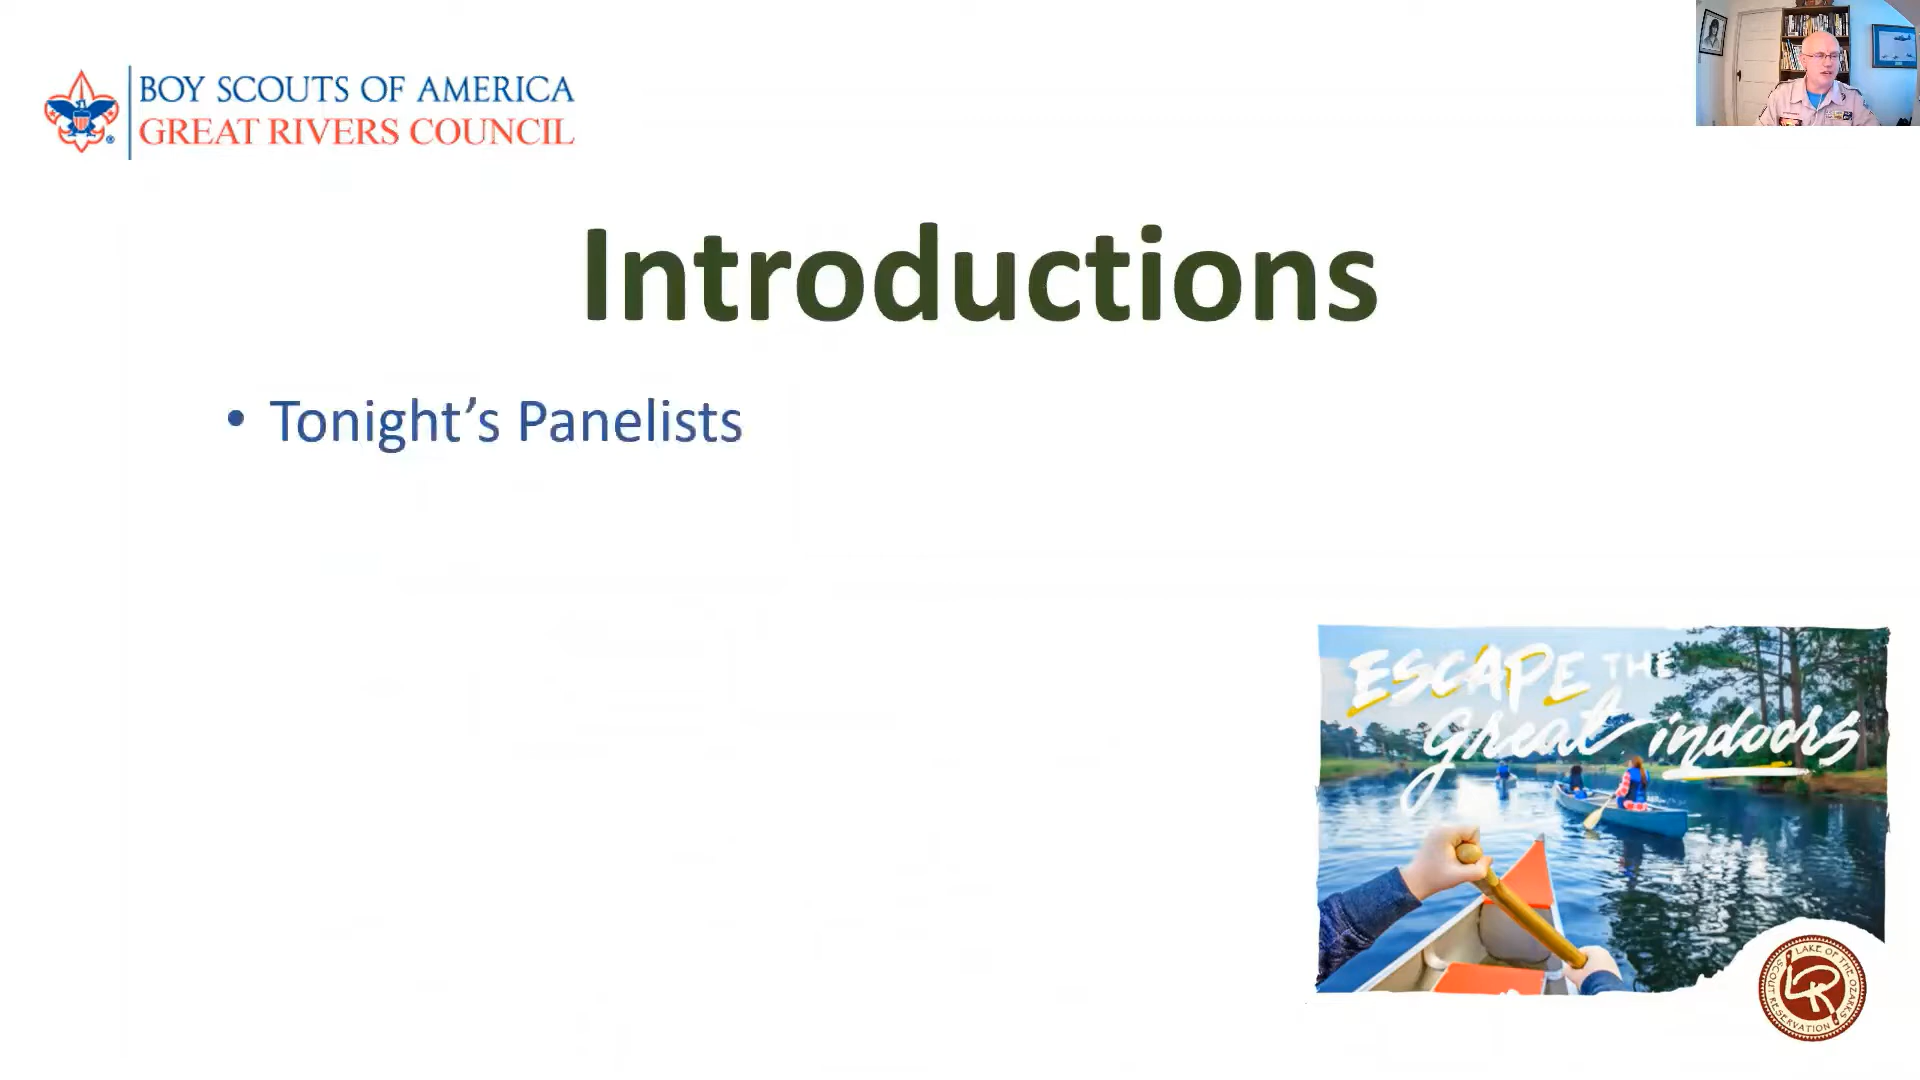 BOY SCOUTS OF AMERICA
GREAT RIVERS COUNCIL
Introductions
• Tonight's Panelists
ESCAPE THE
great indoors
LAKE OF THE OZARKS
SCOUT RESERVATION